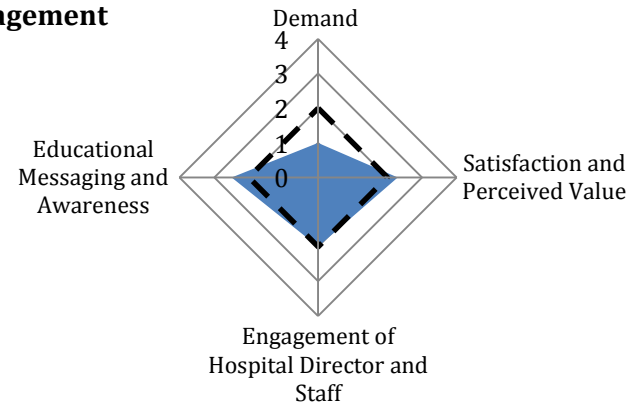 Demand
4
3
2
1
0
Educational
Messaging and
Awareness
Satisfaction and
Perceived Value
Engagement of
Hospital Director and
Staff